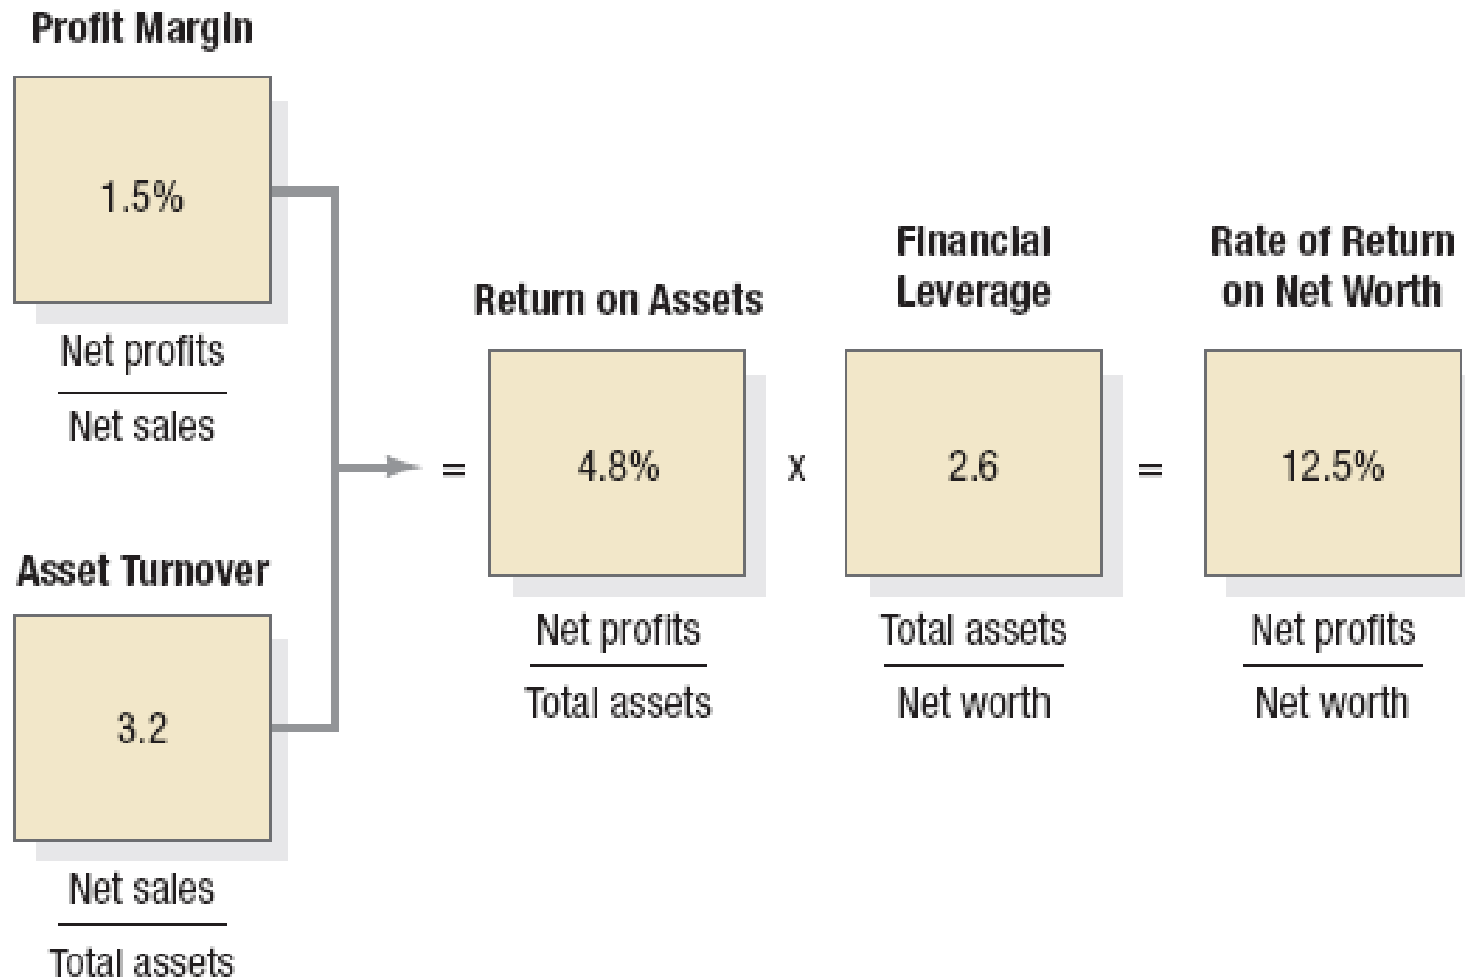 Profit Margin
1.5%
Net profits
Net sales
Asset Turnover
3.2
Net sales
Total assets
=
Return on Assets
4.8%
Net profits
Total assets
x
Financial
Leverage
2.6
Total assets
Net worth
=
Rate of Return
on Net Worth
12.5%
Net profits
Net worth